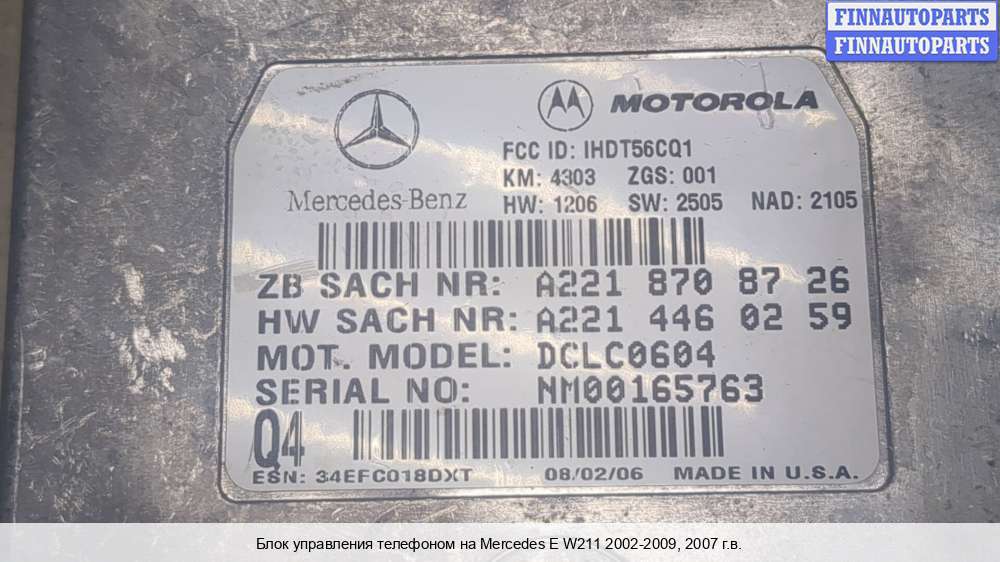 FINNAUTOPARTS
FINNAUTOPARTS
MOTOROLA
FCC ID: IHDT56CQ1
KM: 4303 ZGS: 001
Mercedes-Benz
HW: 1206 SW: 2505 NAD: 2105
ZB SACH NR: A221 870 87 26
HW SACH NR: A221 446 02 59
MOT. MODEL: DCLC0604
SERIAL NO: NM00165763
Q4
ESN: 34EFC018DXT 08/02/06 MADE IN U.S.A.
Блок управления телефоном на Mercedes E W211 2002-2009, 2007 г.в.